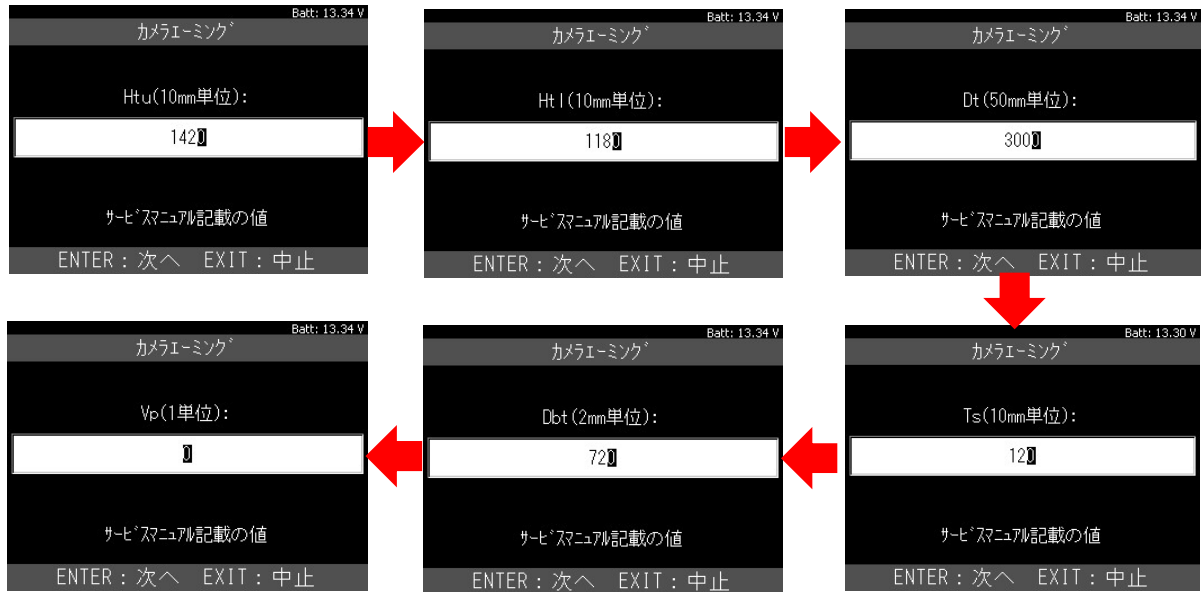 Batt: 13.34 V
カメラエーミング
Htu(10mm単位):
1420
サービスマニュアル記載の値
ENTER : 次へ EXIT : 中止
Batt: 13.34 V
カメラエーミング
Htl(10mm単位):
1180
サービスマニュアル記載の値
ENTER : 次へ EXIT : 中止
Batt: 13.34 V
カメラエーミング
Dt(50mm単位):
3000
サービスマニュアル記載の値
ENTER : 次へ EXIT : 中止
Batt: 13.30 V
カメラエーミング
Ts(10mm単位):
120
サービスマニュアル記載の値
ENTER : 次へ EXIT : 中止
Batt: 13.34 V
カメラエーミング
Dbt(2mm単位):
720
サービスマニュアル記載の値
ENTER : 次へ EXIT : 中止
Batt: 13.34 V
カメラエーミング
Vp(1単位):
0
サービスマニュアル記載の値
ENTER : 次へ EXIT : 中止